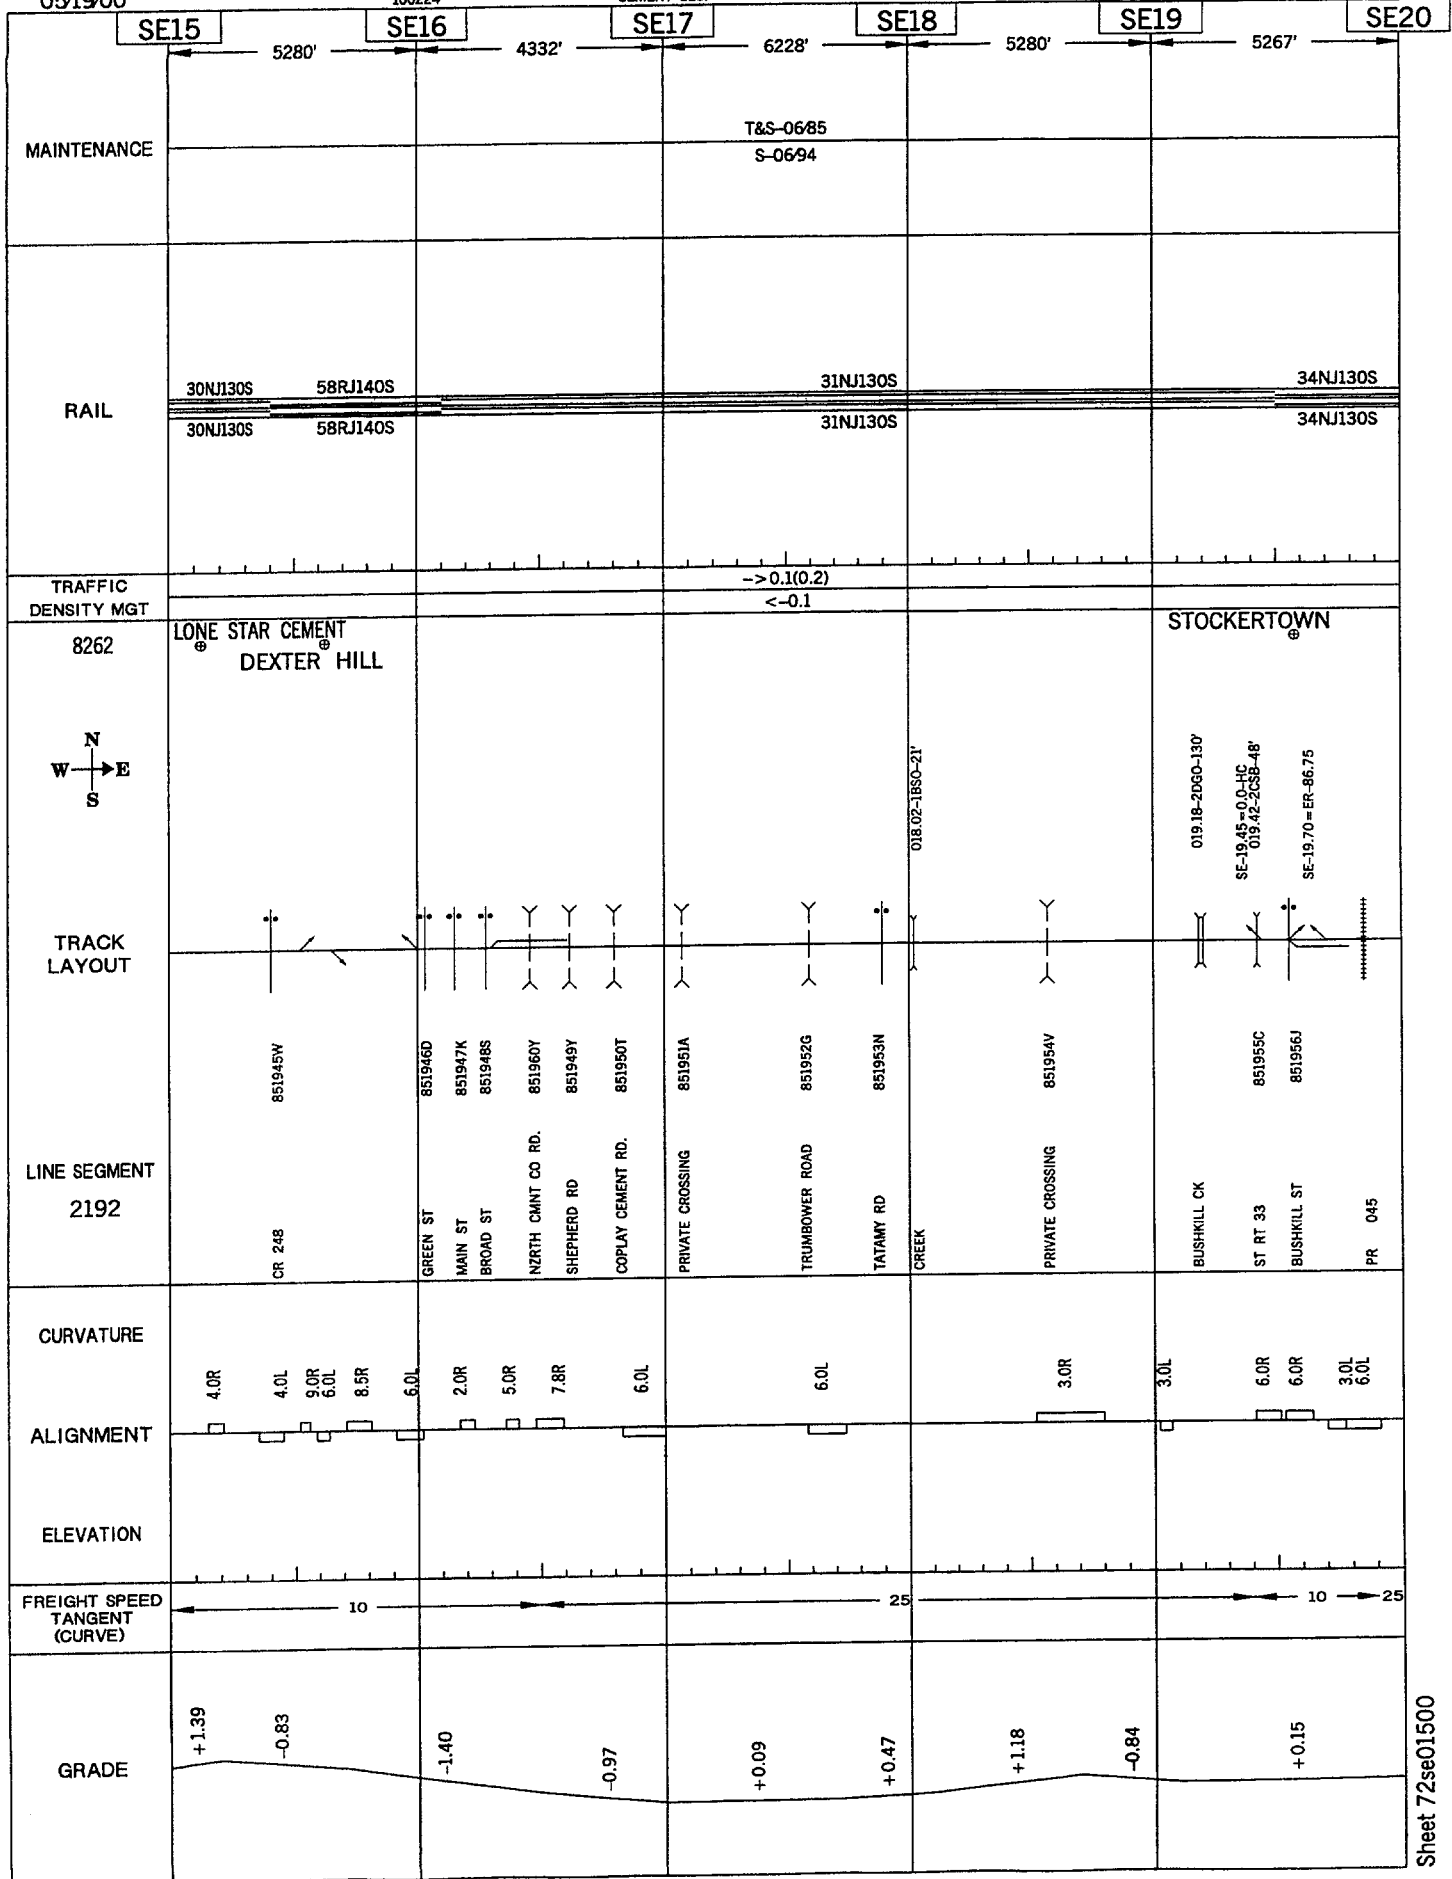 05/19/00
SE15 SE16 SE17 SE18 SE19 SE20
5280' 4332' 6228' 5280' 5267'
MAINTENANCE
T&S-06/85
S-06/94
RAIL
30NJ130S 58RJ140S 31NJ130S 34NJ130S
30NJ130S 58RJ140S 31NJ130S 34NJ130S
TRAFFIC
DENSITY MGT
->0.1(0.2)
<-0.1
8262
LONE STAR CEMENT
DEXTER HILL
STOCKERTOWN
N
W E
S
018.02-1BSO-21'
019.18-2DGO-130'
SE-19.45=0.0-HC
019.42-2CSB-48'
SE-19.70=ER-86.75
TRACK
LAYOUT
851945W
851946D
851947K
851948S
851960Y
851949Y
851950T
851951A
851952G
851953N
851954V
851955C
851956J
LINE SEGMENT
2192
CR 248
GREEN ST
MAIN ST
BROAD ST
NZRTH CMNT CO RD.
SHEPHERD RD
COPLAY CEMENT RD.
PRIVATE CROSSING
TRUMBOWER ROAD
TATAMY RD
CREEK
PRIVATE CROSSING
BUSHKILL CK
ST RT 33
BUSHKILL ST
PR 045
CURVATURE
4.0R
4.0L
9.0R
6.0L
8.5R
6.0L
2.0R
5.0R
7.8R
6.0L
6.0L
3.0R
3.0L
6.0R
6.0R
3.0L
6.0L
ALIGNMENT
ELEVATION
FREIGHT SPEED
TANGENT
(CURVE)
10 25 10 25
GRADE
+1.39
-0.83
-1.40
-0.97
+0.09
+0.47
+1.18
-0.84
+0.15
Sheet 72se01500